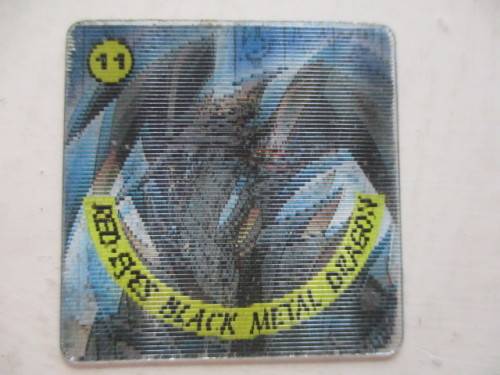 11
RED-EYES BLACK METAL DRAGON